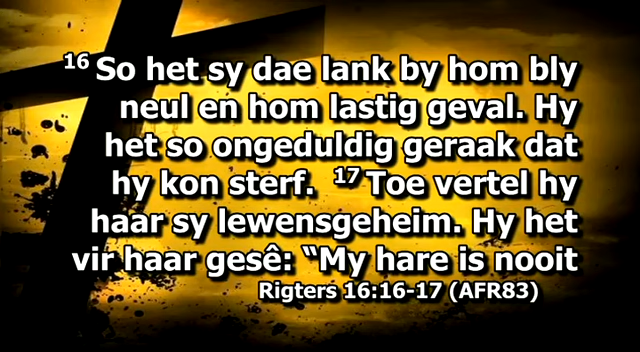 16 So het sy dae lank by hom bly
neul en hom lastig geval. Hy
het so ongeduldig geraak dat
hy kon sterf. 17 Toe vertel hy
haar sy lewensgeheim. Hy het
vir haar gesê: “My hare is nooit
Rigters 16:16-17 (AFR83)